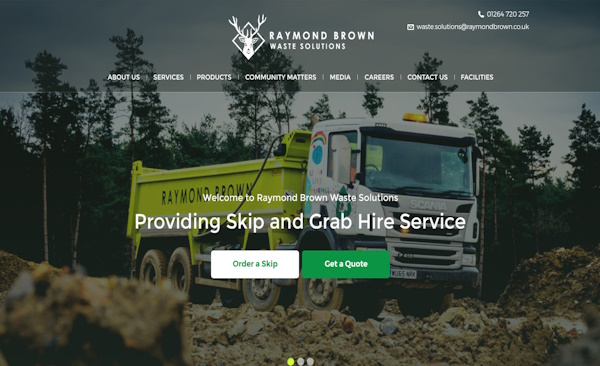 01264 720 257
waste.solutions@raymondbrown.co.uk
RAYMOND BROWN
WASTE SOLUTIONS
ABOUT US | SERVICES | PRODUCTS | COMMUNITY MATTERS | MEDIA | CAREERS | CONTACT US | FACILITIES
RAYMOND BROWN
SCANIA
Welcome to Raymond Brown Waste Solutions
Providing Skip and Grab Hire Service
Order a Skip
Get a Quote